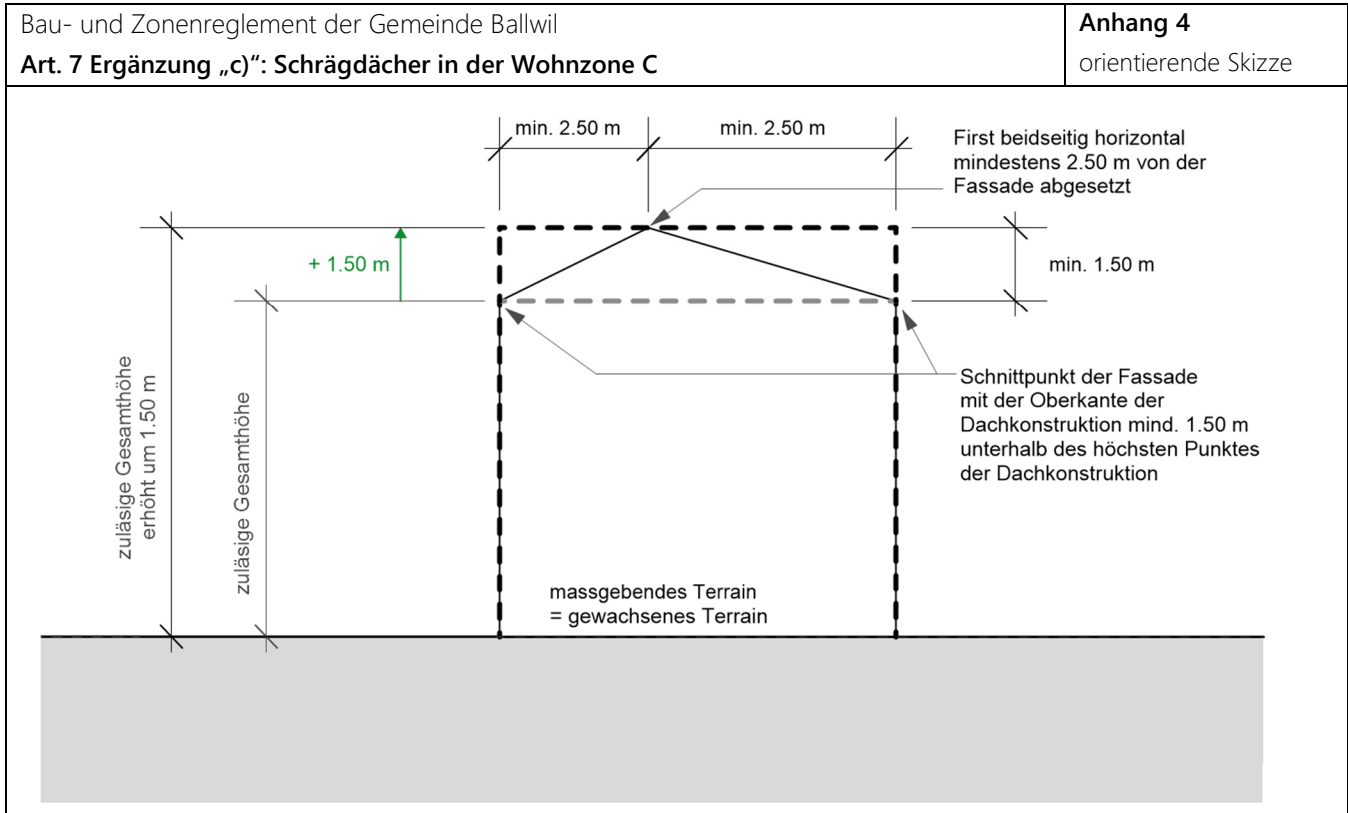 Bau- und Zonenreglement der Gemeinde Ballwil
Art. 7 Ergänzung „c)“: Schrägdächer in der Wohnzone C
Anhang 4
orientierende Skizze
min. 2.50 m
min. 2.50 m
First beidseitig horizontal
mindestens 2.50 m von der
Fassade abgesetzt
+ 1.50 m
min. 1.50 m
zuläsige Gesamthöhe
erhöht um 1.50 m
zuläsige Gesamthöhe
Schnittpunkt der Fassade
mit der Oberkante der
Dachkonstruktion mind. 1.50 m
unterhalb des höchsten Punktes
der Dachkonstruktion
massgebendes Terrain
= gewachsenes Terrain